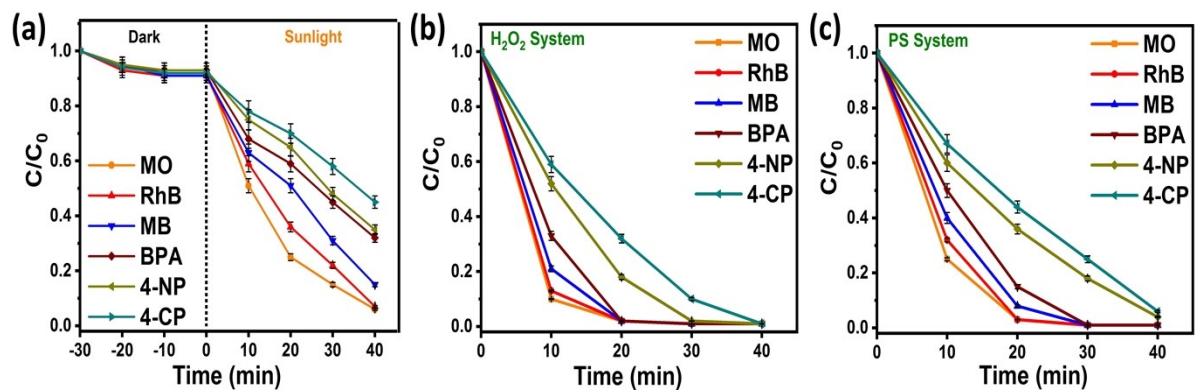 (a)
Dark
Sunlight
1.0
0.8
0.6
0.4
0.2
0.0
C/C0
MO
RhB
MB
BPA
4-NP
4-CP
-30 -20 -10 0 10 20 30 40
Time (min)
(b)
H2O2 System
1.0
0.8
0.6
0.4
0.2
0.0
C/C0
MO
RhB
MB
BPA
4-NP
4-CP
0 10 20 30 40
Time (min)
(c)
PS System
1.0
0.8
0.6
0.4
0.2
0.0
C/C0
MO
RhB
MB
BPA
4-NP
4-CP
0 10 20 30 40
Time (min)